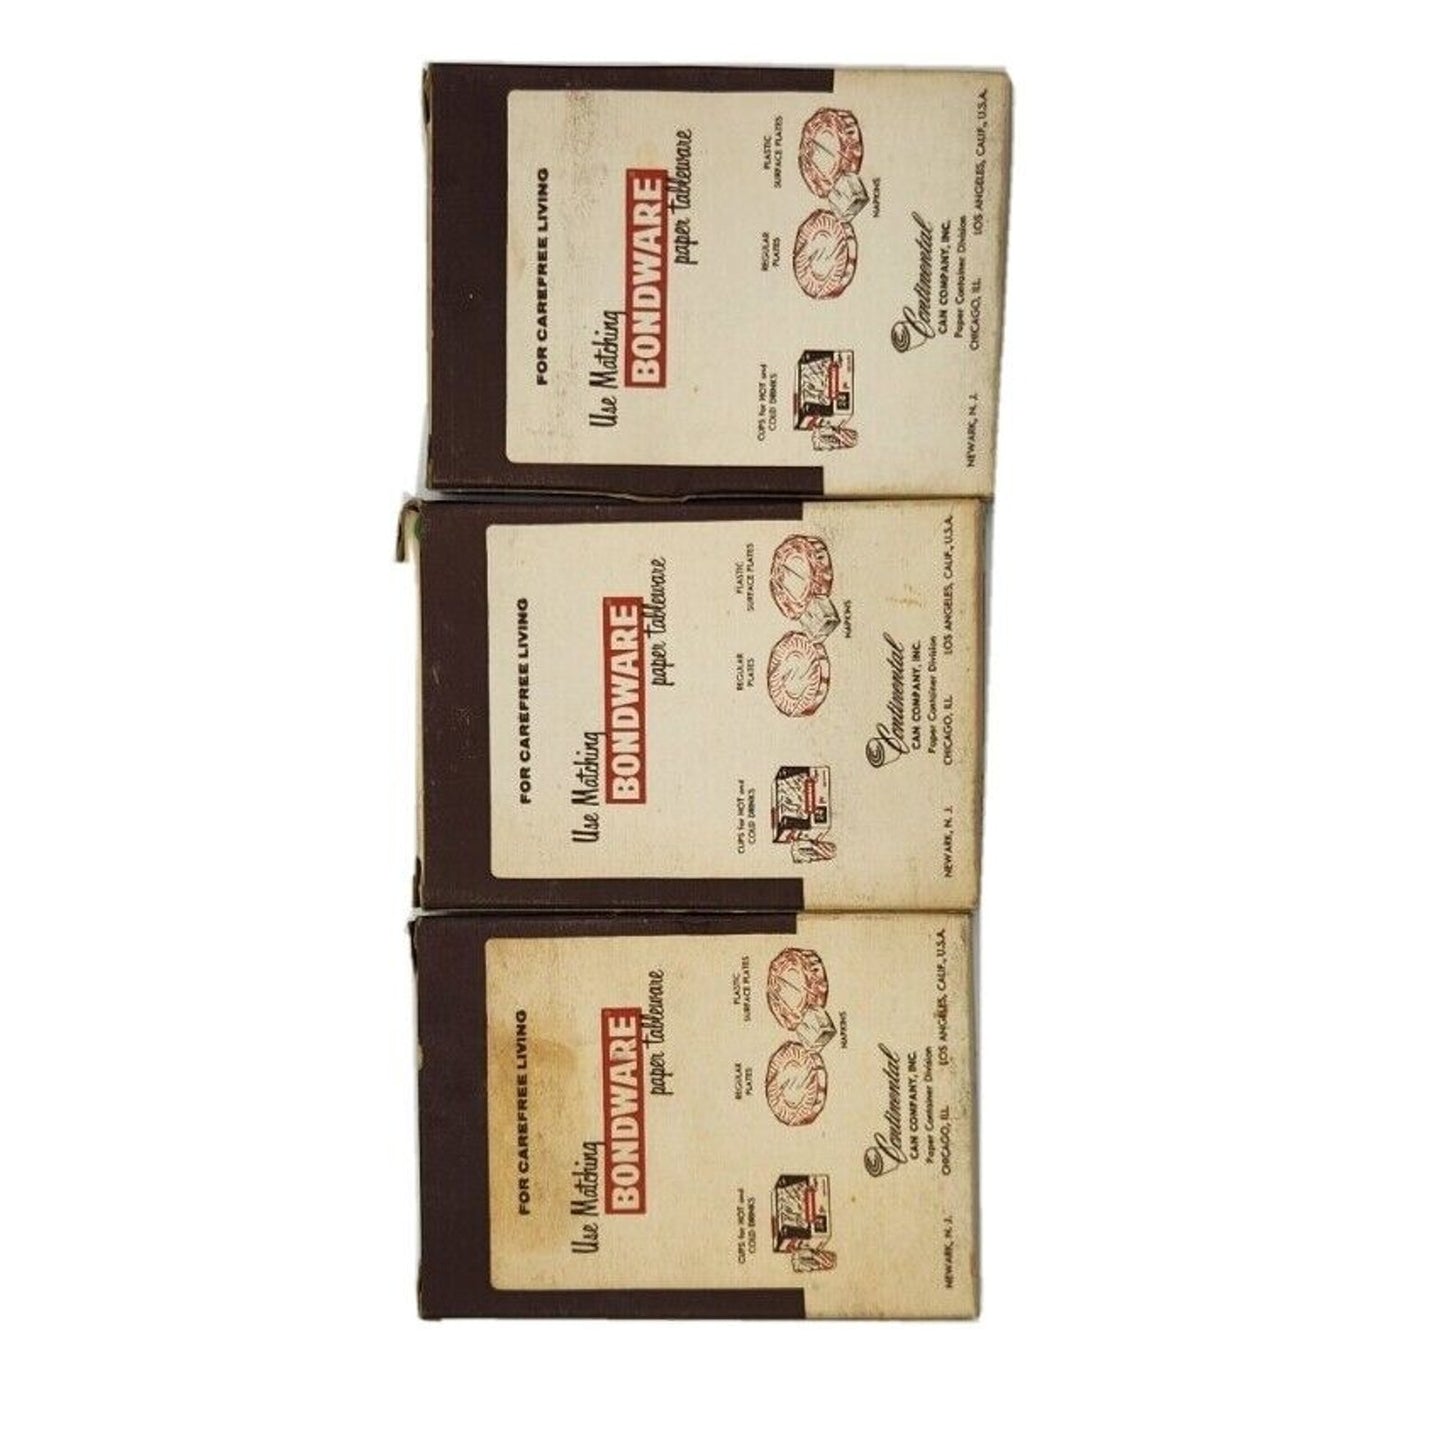 FOR CAREFREE LIVING
Use Matching
BONDWARE
paper tableware
CUPS for HOT and
COLD DRINKS
REGULAR
PLATES
PLASTIC
SURFACE PLATES
NAPKINS
Continental
CAN COMPANY, INC.
Paper Container Division
NEWARK, N. J. CHICAGO, ILL. LOS ANGELES, CALIF., U.S.A.
FOR CAREFREE LIVING
Use Matching
BONDWARE
paper tableware
CUPS for HOT and
COLD DRINKS
REGULAR
PLATES
PLASTIC
SURFACE PLATES
NAPKINS
Continental
CAN COMPANY, INC.
Paper Container Division
NEWARK, N. J. CHICAGO, ILL. LOS ANGELES, CALIF., U.S.A.
FOR CAREFREE LIVING
Use Matching
BONDWARE
paper tableware
CUPS for HOT and
COLD DRINKS
REGULAR
PLATES
PLASTIC
SURFACE PLATES
NAPKINS
Continental
CAN COMPANY, INC.
Paper Container Division
NEWARK, N. J. CHICAGO, ILL. LOS ANGELES, CALIF., U.S.A.